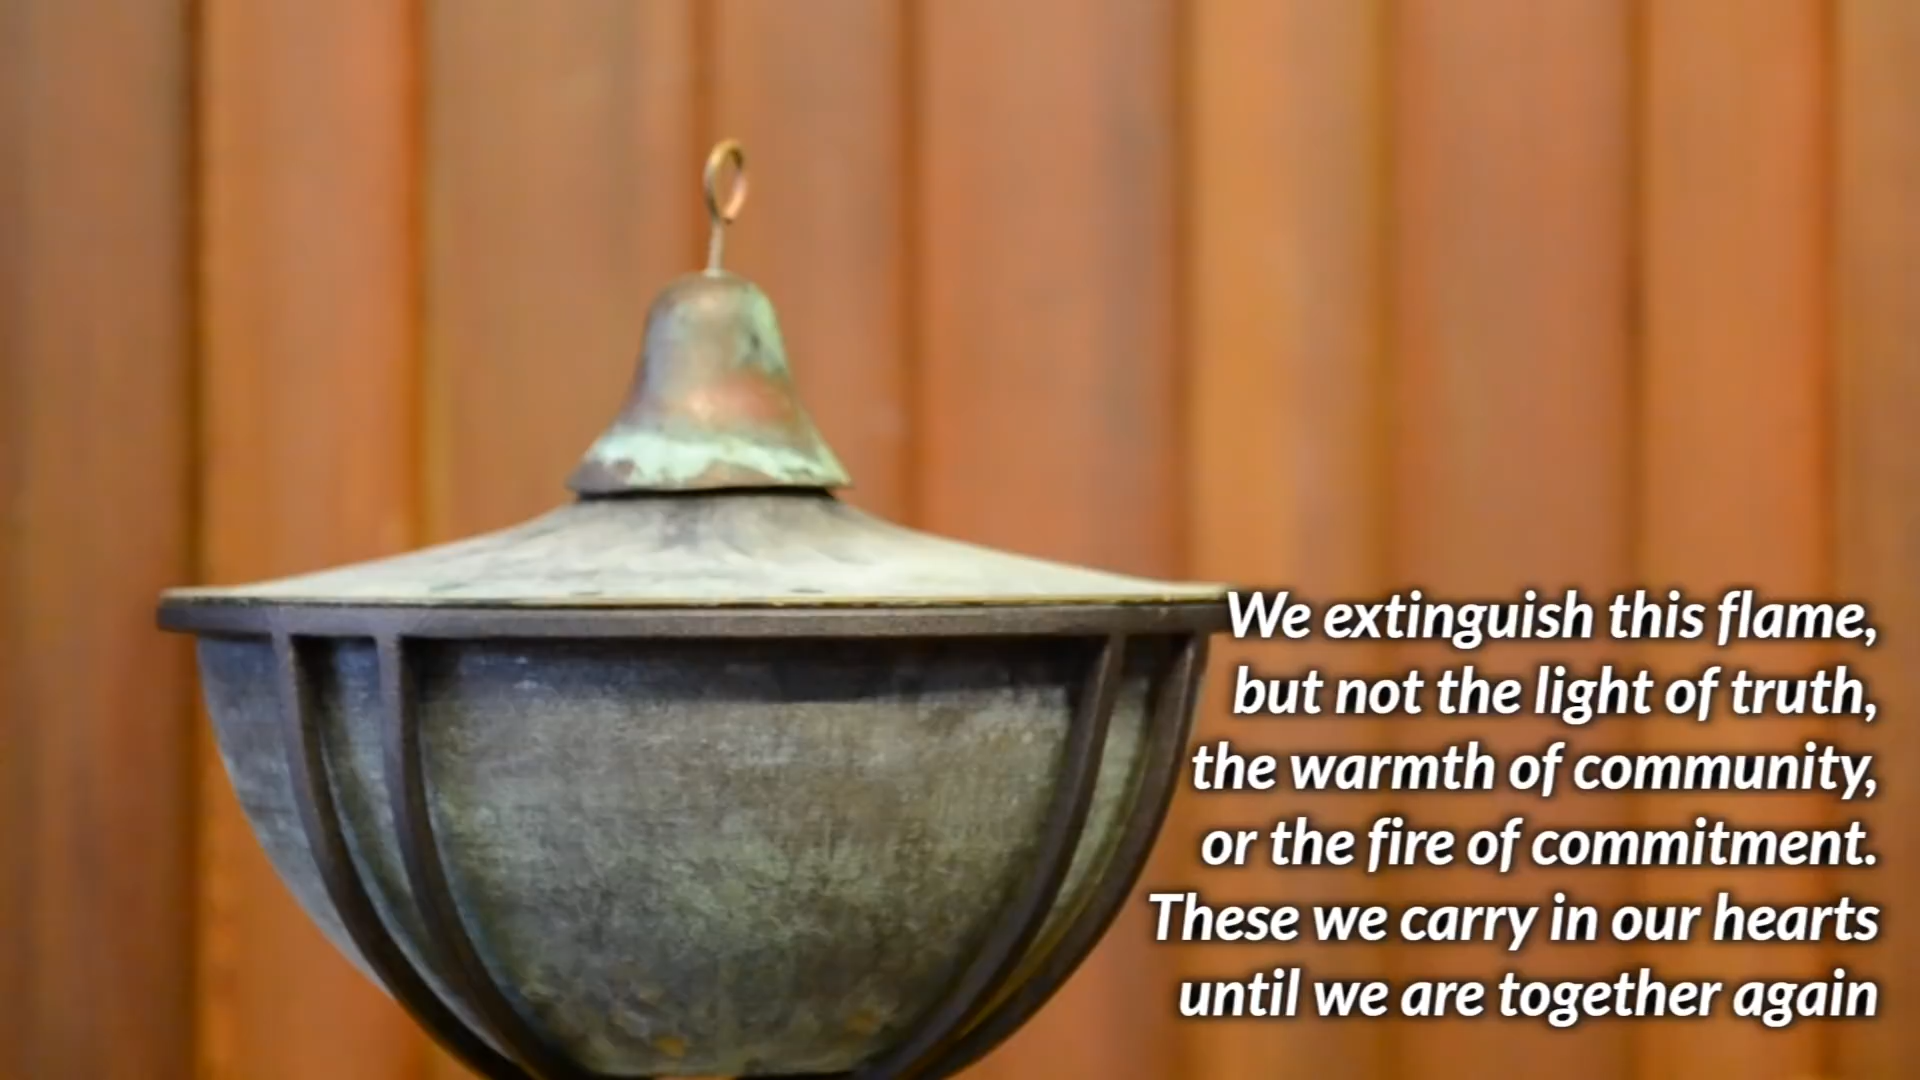 We extinguish this flame,
but not the light of truth,
the warmth of community,
or the fire of commitment.
These we carry in our hearts
until we are together again